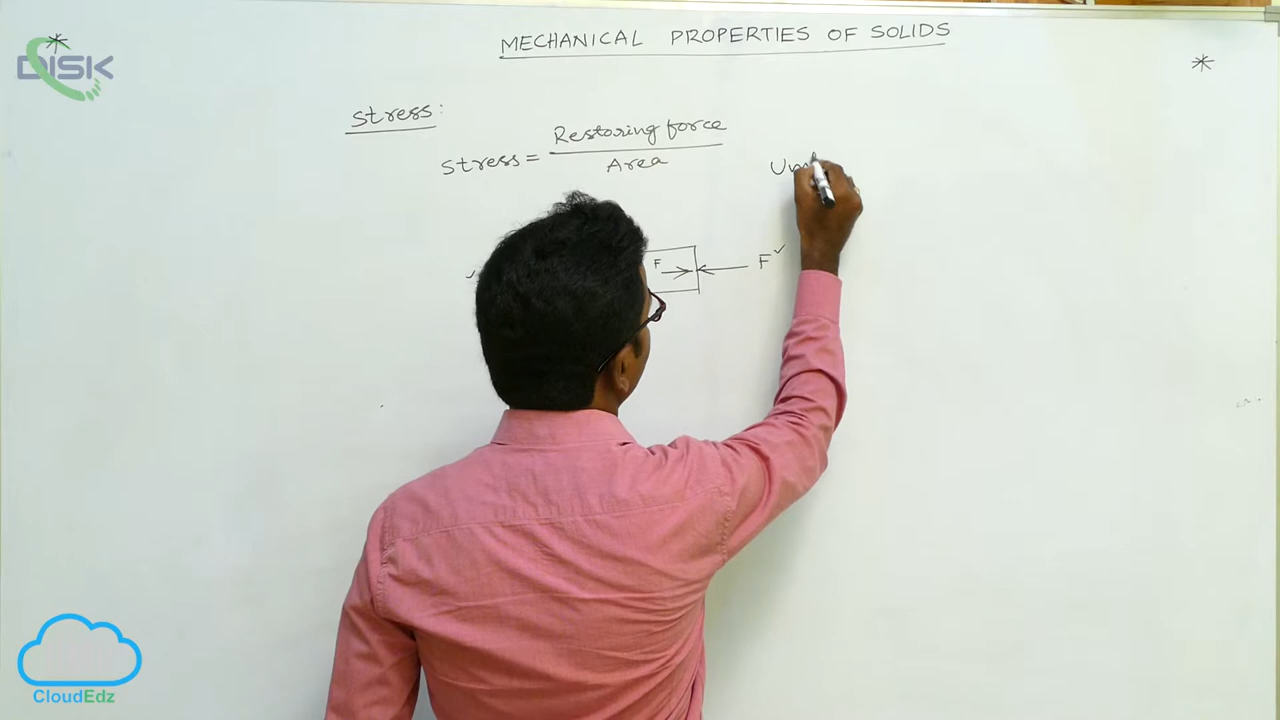 MECHANICAL PROPERTIES OF SOLIDS
DISK
Stress:
Stress = Restoring force / Area
F F
CloudEdz